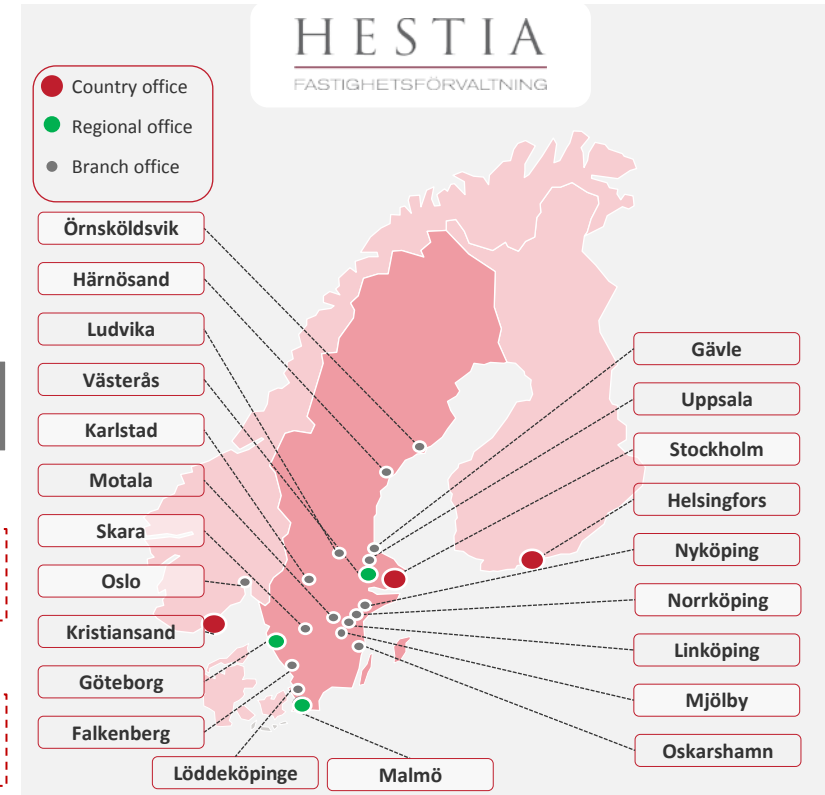 HESTIA
FASTIGHETSFÖRVALTNING
Country office
Regional office
Branch office
Örnsköldsvik
Härnösand
Ludvika
Västerås
Karlstad
Motala
Skara
Oslo
Kristiansand
Göteborg
Falkenberg
Löddeköpinge
Malmö
Gävle
Uppsala
Stockholm
Helsingfors
Nyköping
Norrköping
Linköping
Mjölby
Oskarshamn